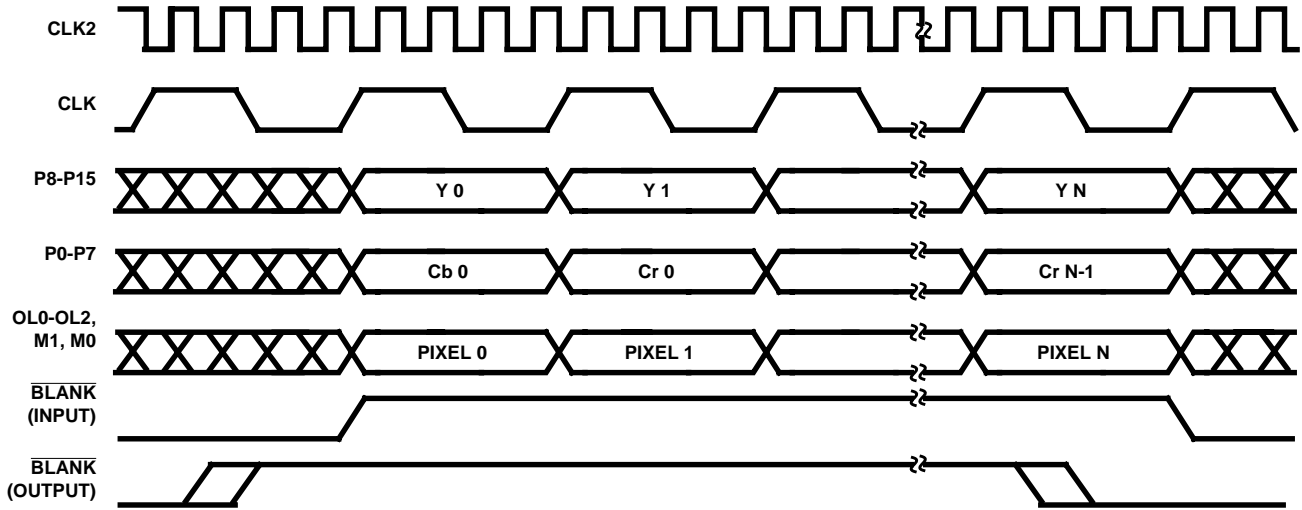 CLK2
CLK
P8-P15
Y 0
Y 1
Y N
P0-P7
Cb 0
Cr 0
Cr N-1
OL0-OL2,
M1, M0
PIXEL 0
PIXEL 1
PIXEL N
BLANK
(INPUT)
BLANK
(OUTPUT)